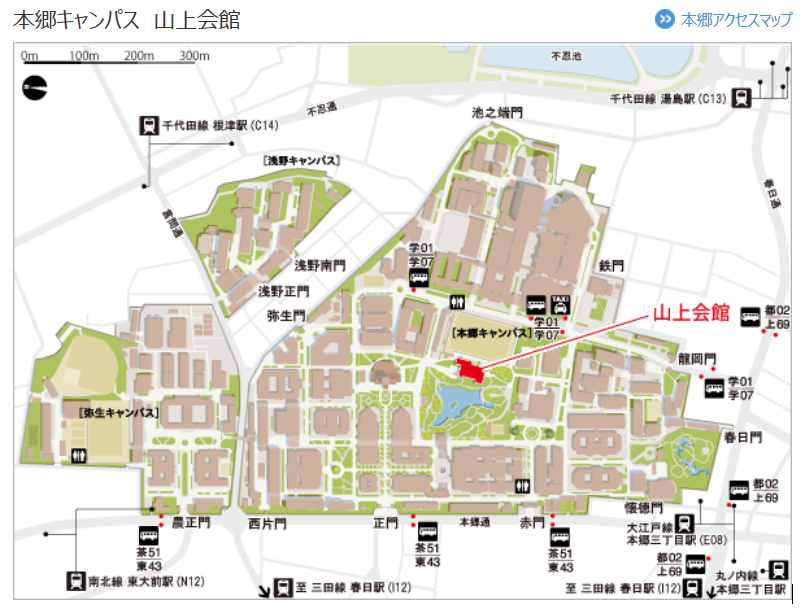 本郷キャンパス 山上会館
本郷アクセスマップ
0m 100m 200m 300m
不忍池
千代田線 湯島駅(C13)
池之端門
不忍通
千代田線 根津駅(C14)
[浅野キャンパス]
春日通
言問通
学01
学07
浅野南門
鉄門
浅野正門
弥生門
TAXI
学01
学07
[本郷キャンパス]
山上会館
都02
上69
龍岡門
学01
学07
[弥生キャンパス]
春日門
都02
上69
懐徳門
農正門
西片門
正門
本郷通
赤門
大江戸線
本郷三丁目駅(E08)
茶51
東43
茶51
東43
茶51
東43
都02
上69
丸ノ内線
本郷三丁目駅
南北線 東大前駅(N12)
至 三田線 春日駅(I12)
至 三田線 春日駅(I12)